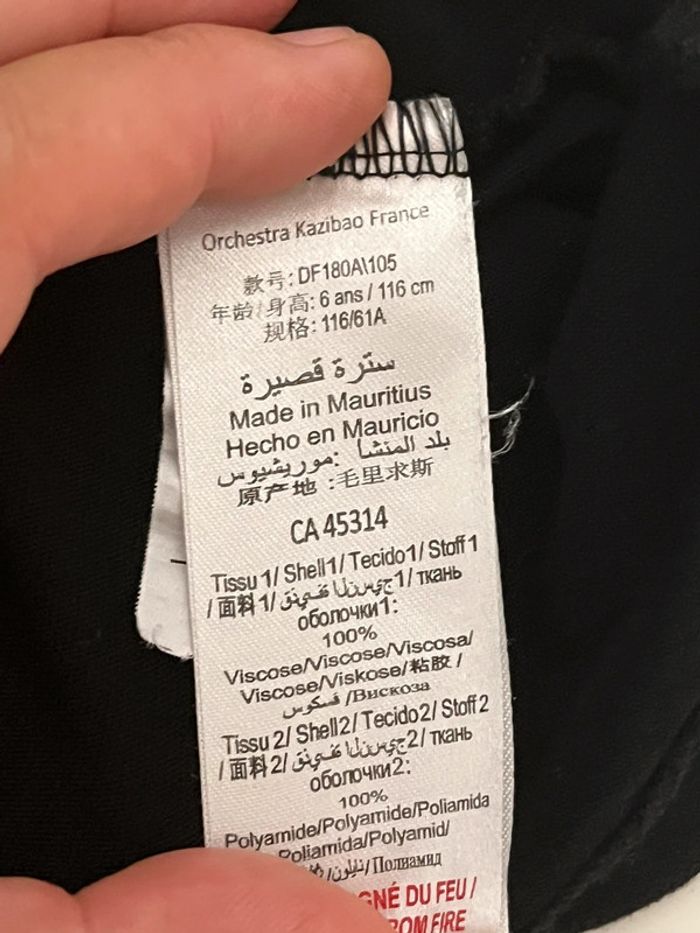 Orchestra Kazibao France
款号: DF180A\105
年龄/身高: 6 ans / 116 cm
规格: 116/61A
سترة قصيرة
Made in Mauritius
Hecho en Mauricio
بلد المنشأ :موريشيوس
原产地 :毛里求斯
CA 45314
Tissu 1/ Shell1/ Tecido1/ Stoff 1
/ 面料 1/ 1/ ткань
оболочки1:
100%
Viscose/Viscose/Viscosa/
Viscose/Viskose/粘胶 /
فسكوس /Вискоза
Tissu 2/ Shell2/ Tecido2/ Stoff 2
/ 面料 2/ 2/ ткань
оболочки2:
100%
Polyamide/Polyamide/Poliamida
Poliamida/Polyamid/
/نايلون/Полиамид
GNÉ DU FEU /
ROM FIRE